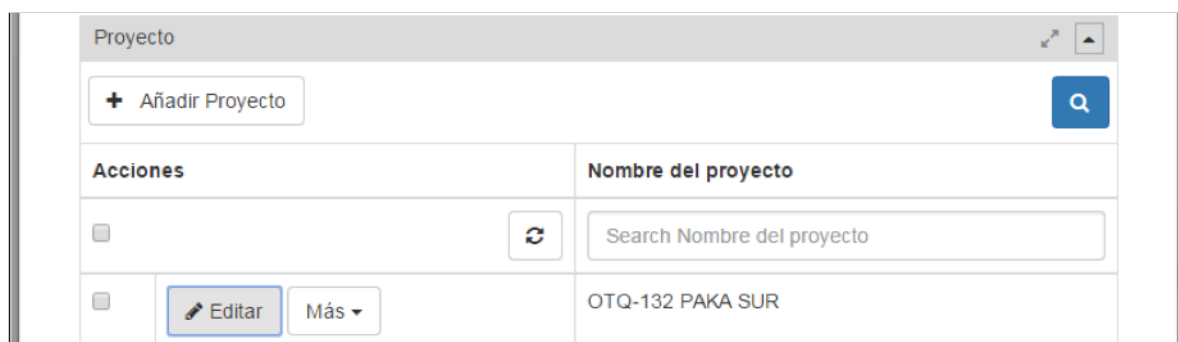 Proyecto
Añadir Proyecto
Acciones Nombre del proyecto
Search Nombre del proyecto
Editar Más OTQ-132 PAKA SUR